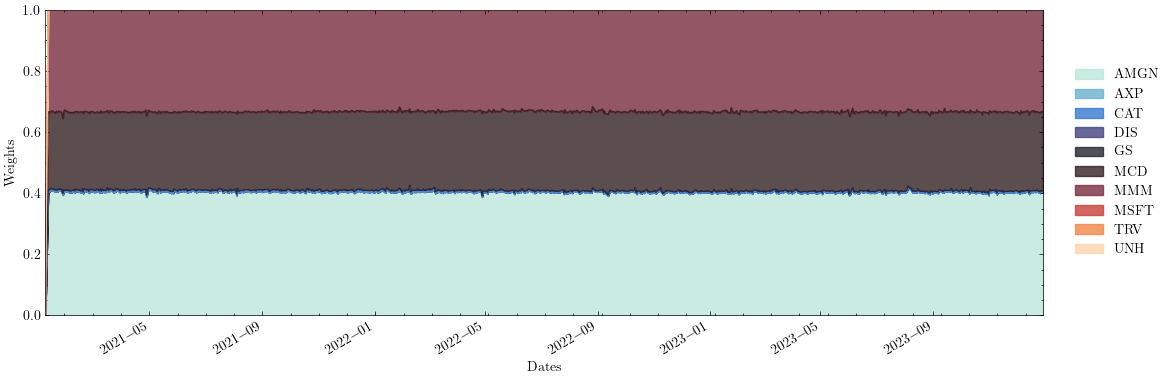 1.0
0.8
0.6
0.4
0.2
0.0
Weights
2021−05
2021−09
2022−01
2022−05
2022−09
2023−01
2023−05
2023−09
Dates
AMGN
AXP
CAT
DIS
GS
MCD
MMM
MSFT
TRV
UNH